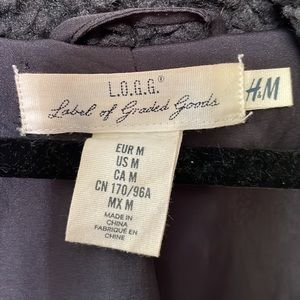 L.O.G.G.®
Label of Graded Goods
H&M
EUR M
US M
CA M
CN 170/96A
MX M
MADE IN
CHINA
FABRIQUÉ EN
CHINE